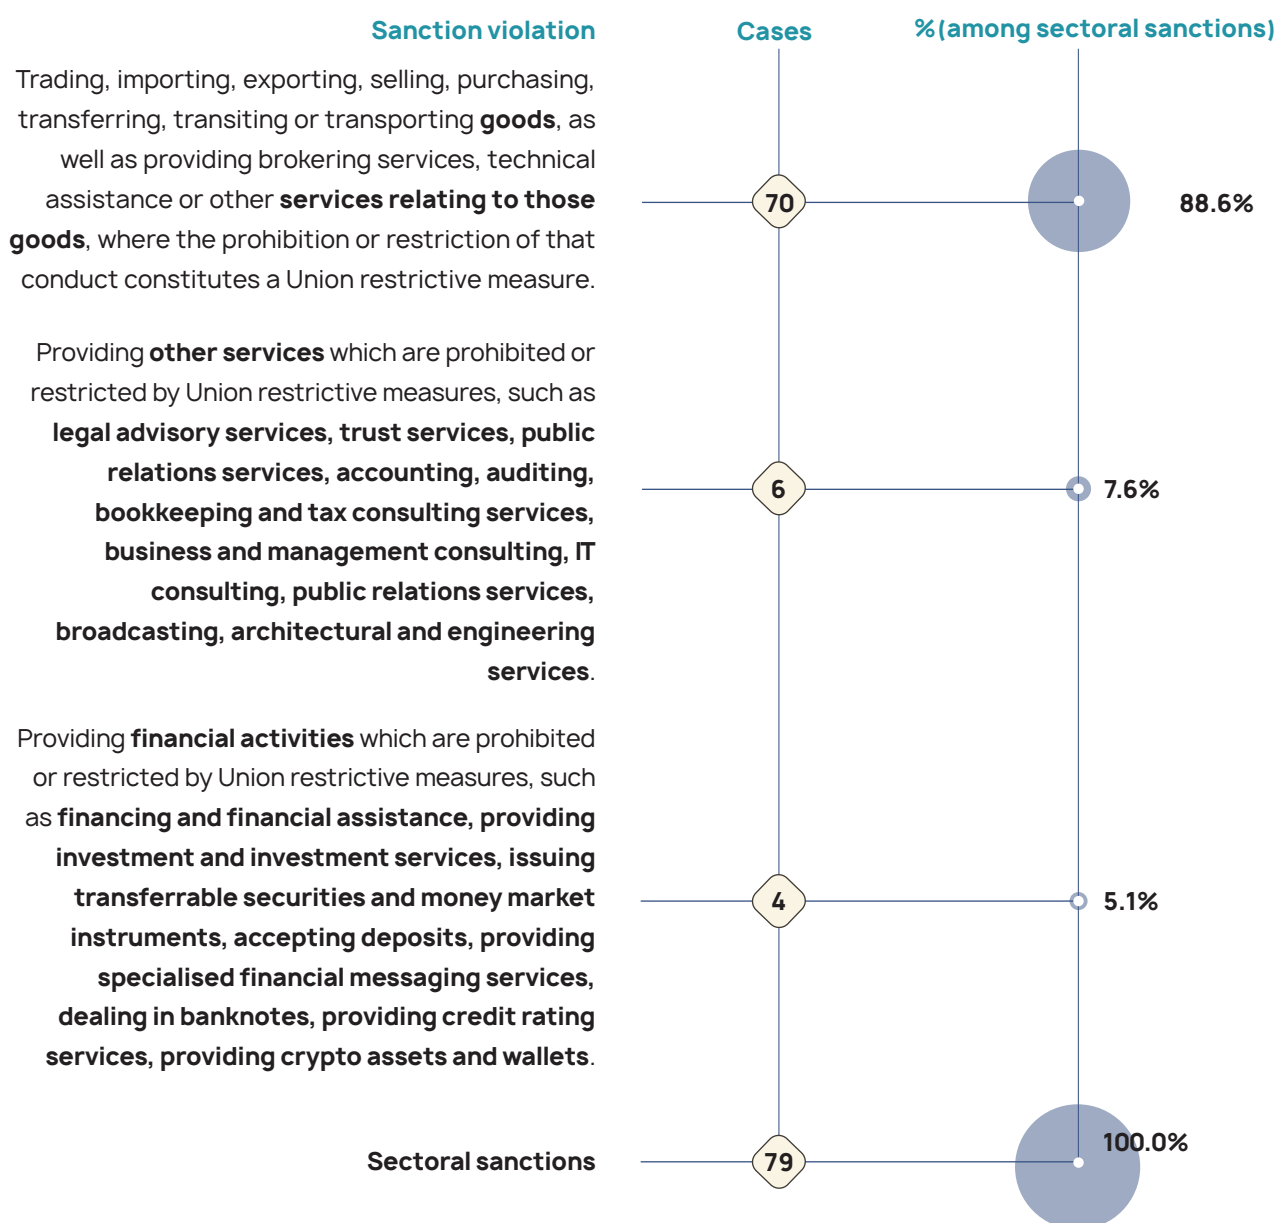 Sanction violation
Cases
%(among sectoral sanctions)
Trading, importing, exporting, selling, purchasing,
transferring, transiting or transporting goods, as
well as providing brokering services, technical
assistance or other services relating to those
goods, where the prohibition or restriction of that
conduct constitutes a Union restrictive measure.
70
88.6%
Providing other services which are prohibited or
restricted by Union restrictive measures, such as
legal advisory services, trust services, public
relations services, accounting, auditing,
bookkeeping and tax consulting services,
business and management consulting, IT
consulting, public relations services,
broadcasting, architectural and engineering
services.
6
7.6%
Providing financial activities which are prohibited
or restricted by Union restrictive measures, such
as financing and financial assistance, providing
investment and investment services, issuing
transferrable securities and money market
instruments, accepting deposits, providing
specialised financial messaging services,
dealing in banknotes, providing credit rating
services, providing crypto assets and wallets.
4
5.1%
Sectoral sanctions
79
100.0%